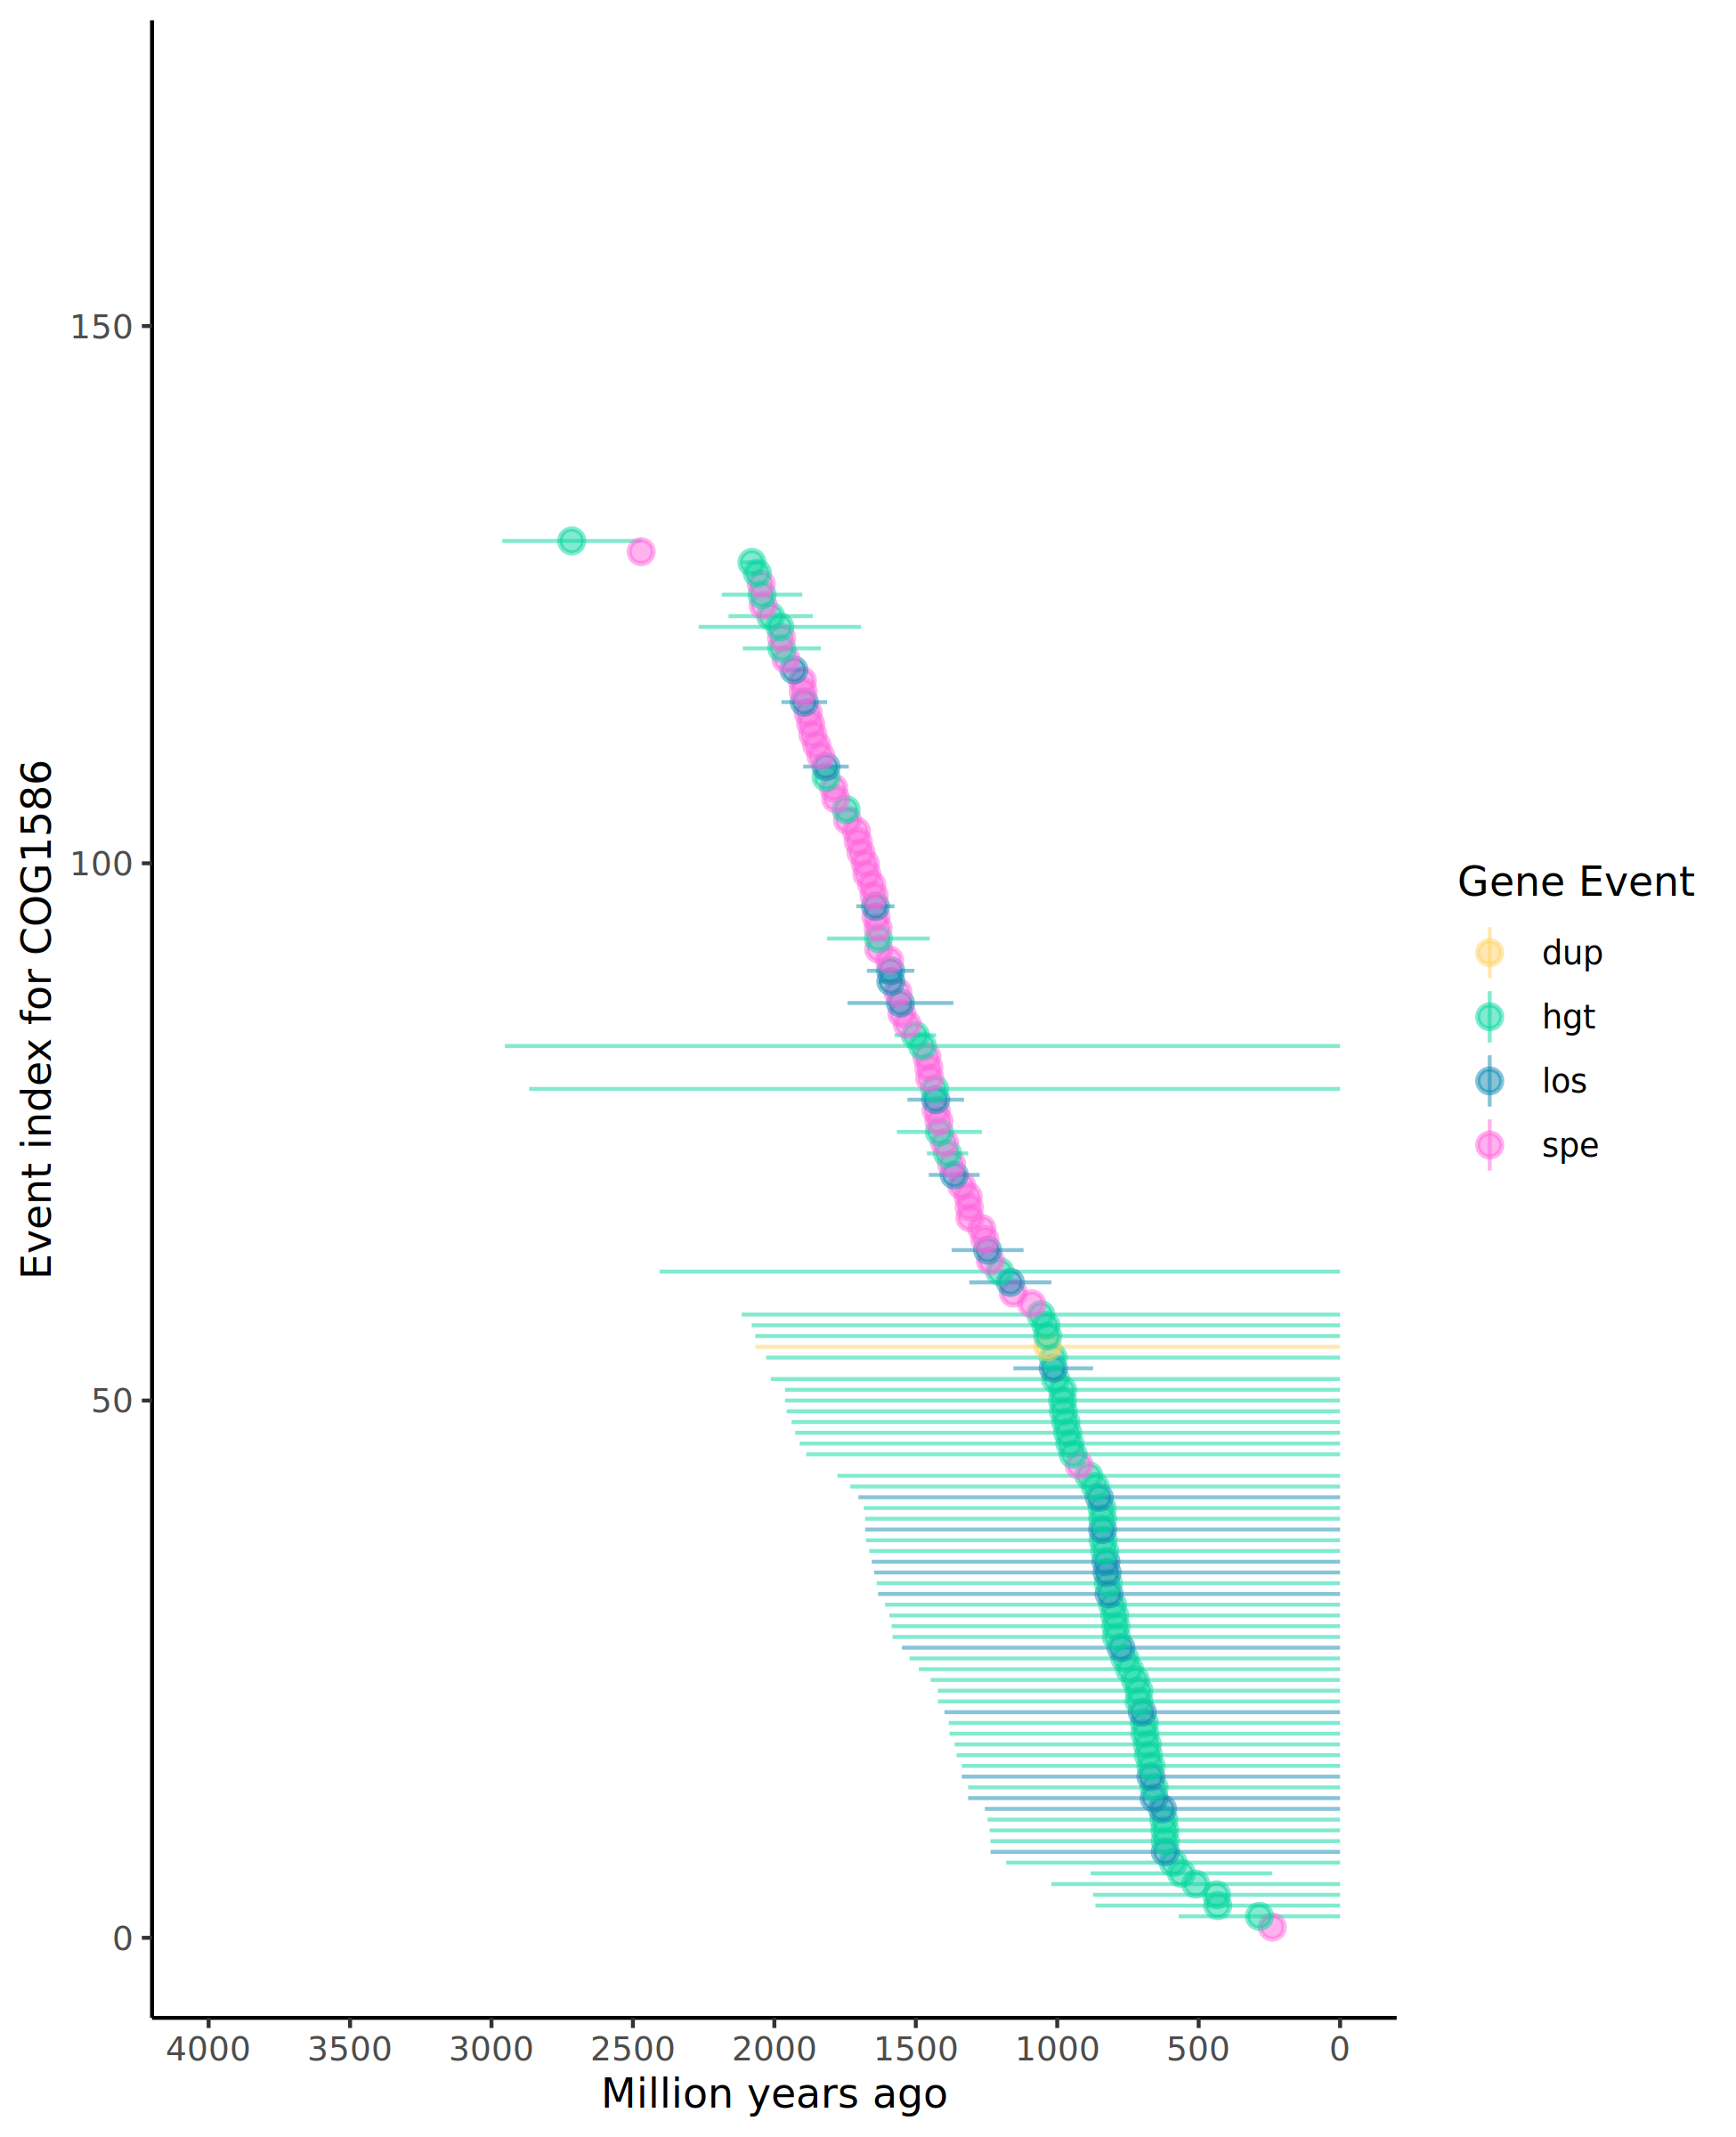 Event index for COG1586
150
100
50
0
4000 3500 3000 2500 2000 1500 1000 500 0
Million years ago
Gene Event
dup
hgt
los
spe